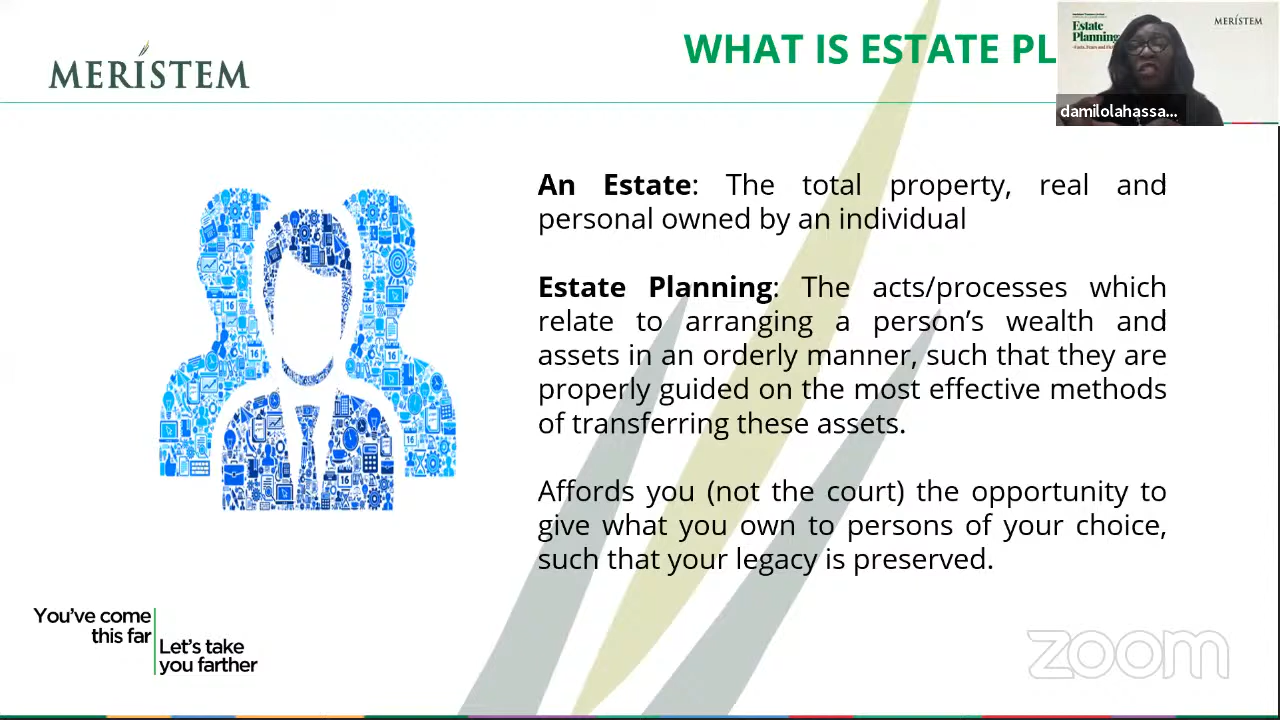 MERÍSTEM
WHAT IS ESTATE PL
Estate
Planning
MERÍSTEM
damilolahassa...
An Estate: The total property, real and
personal owned by an individual
Estate Planning: The acts/processes which
relate to arranging a person’s wealth and
assets in an orderly manner, such that they are
properly guided on the most effective methods
of transferring these assets.
Affords you (not the court) the opportunity to
give what you own to persons of your choice,
such that your legacy is preserved.
You’ve come
this far
Let’s take
you farther
zoom